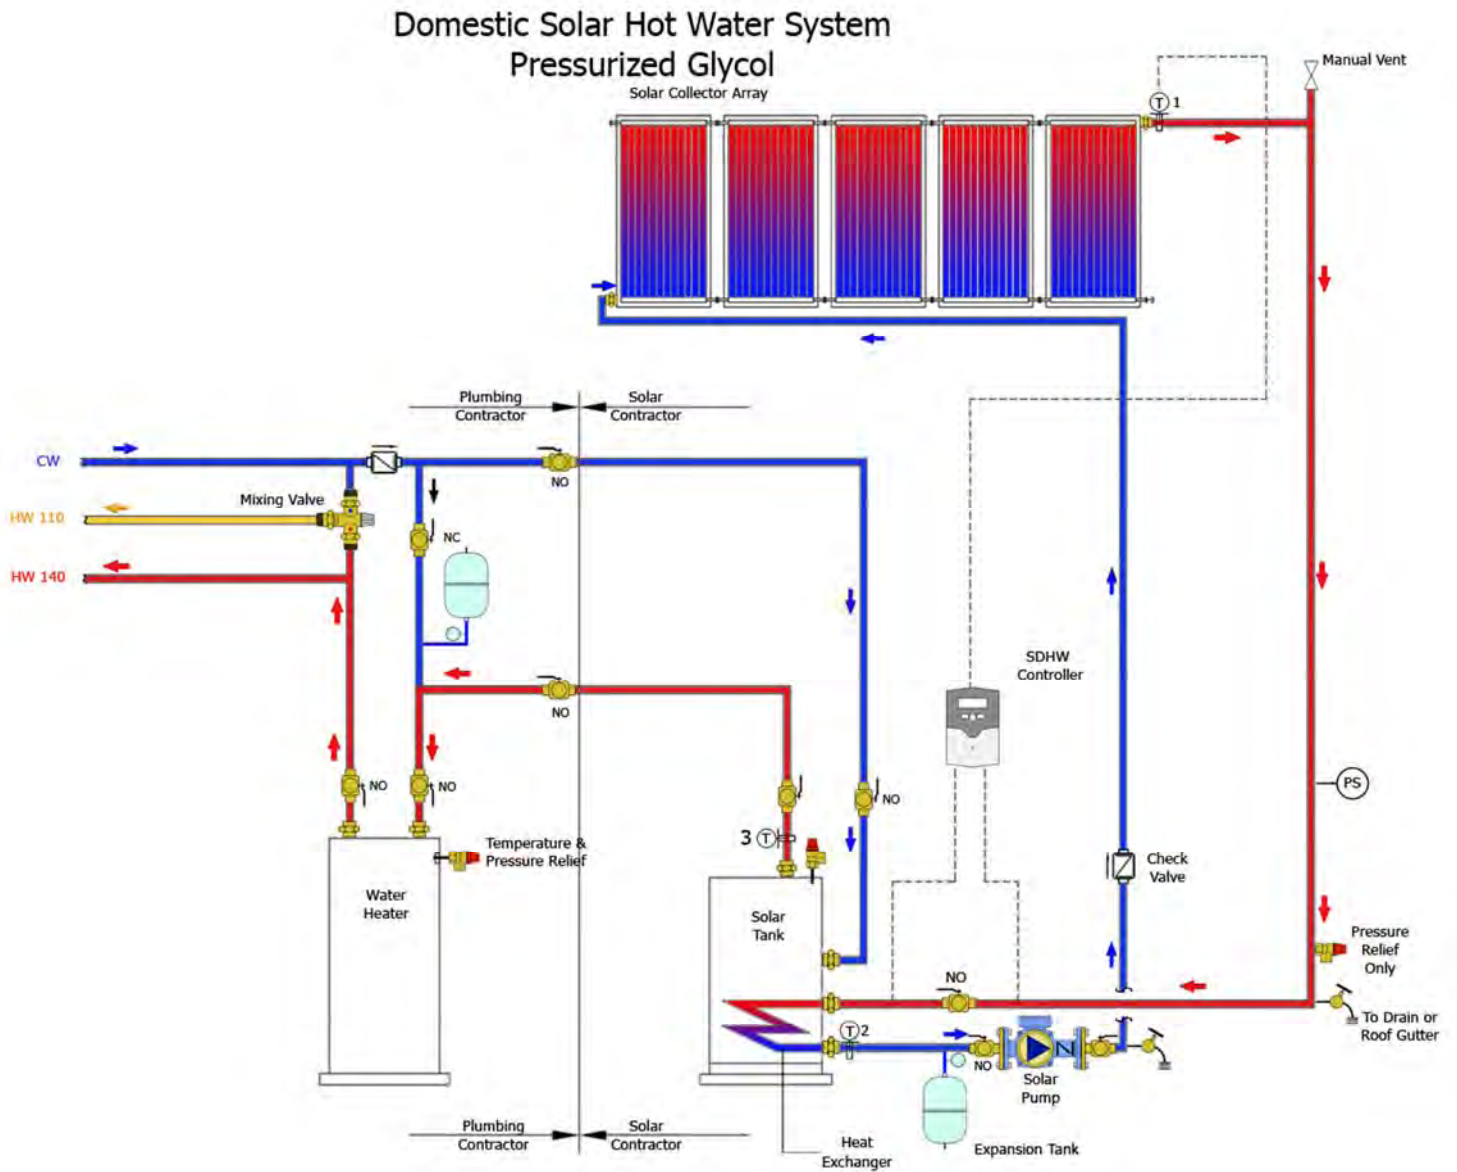 Domestic Solar Hot Water System
Pressurized Glycol
Solar Collector Array
Manual Vent
T 1
Plumbing
Contractor
Solar
Contractor
CW
NO
Mixing Valve
HW 110
NC
HW 140
SDHW
Controller
NO
NO
NO
NO
PS
3 T
Temperature &
Pressure Relief
Check
Valve
Water
Heater
Solar
Tank
Pressure
Relief
Only
NO
To Drain or
Roof Gutter
T 2
NO
Solar
Pump
Plumbing
Contractor
Solar
Contractor
Heat
Exchanger
Expansion Tank